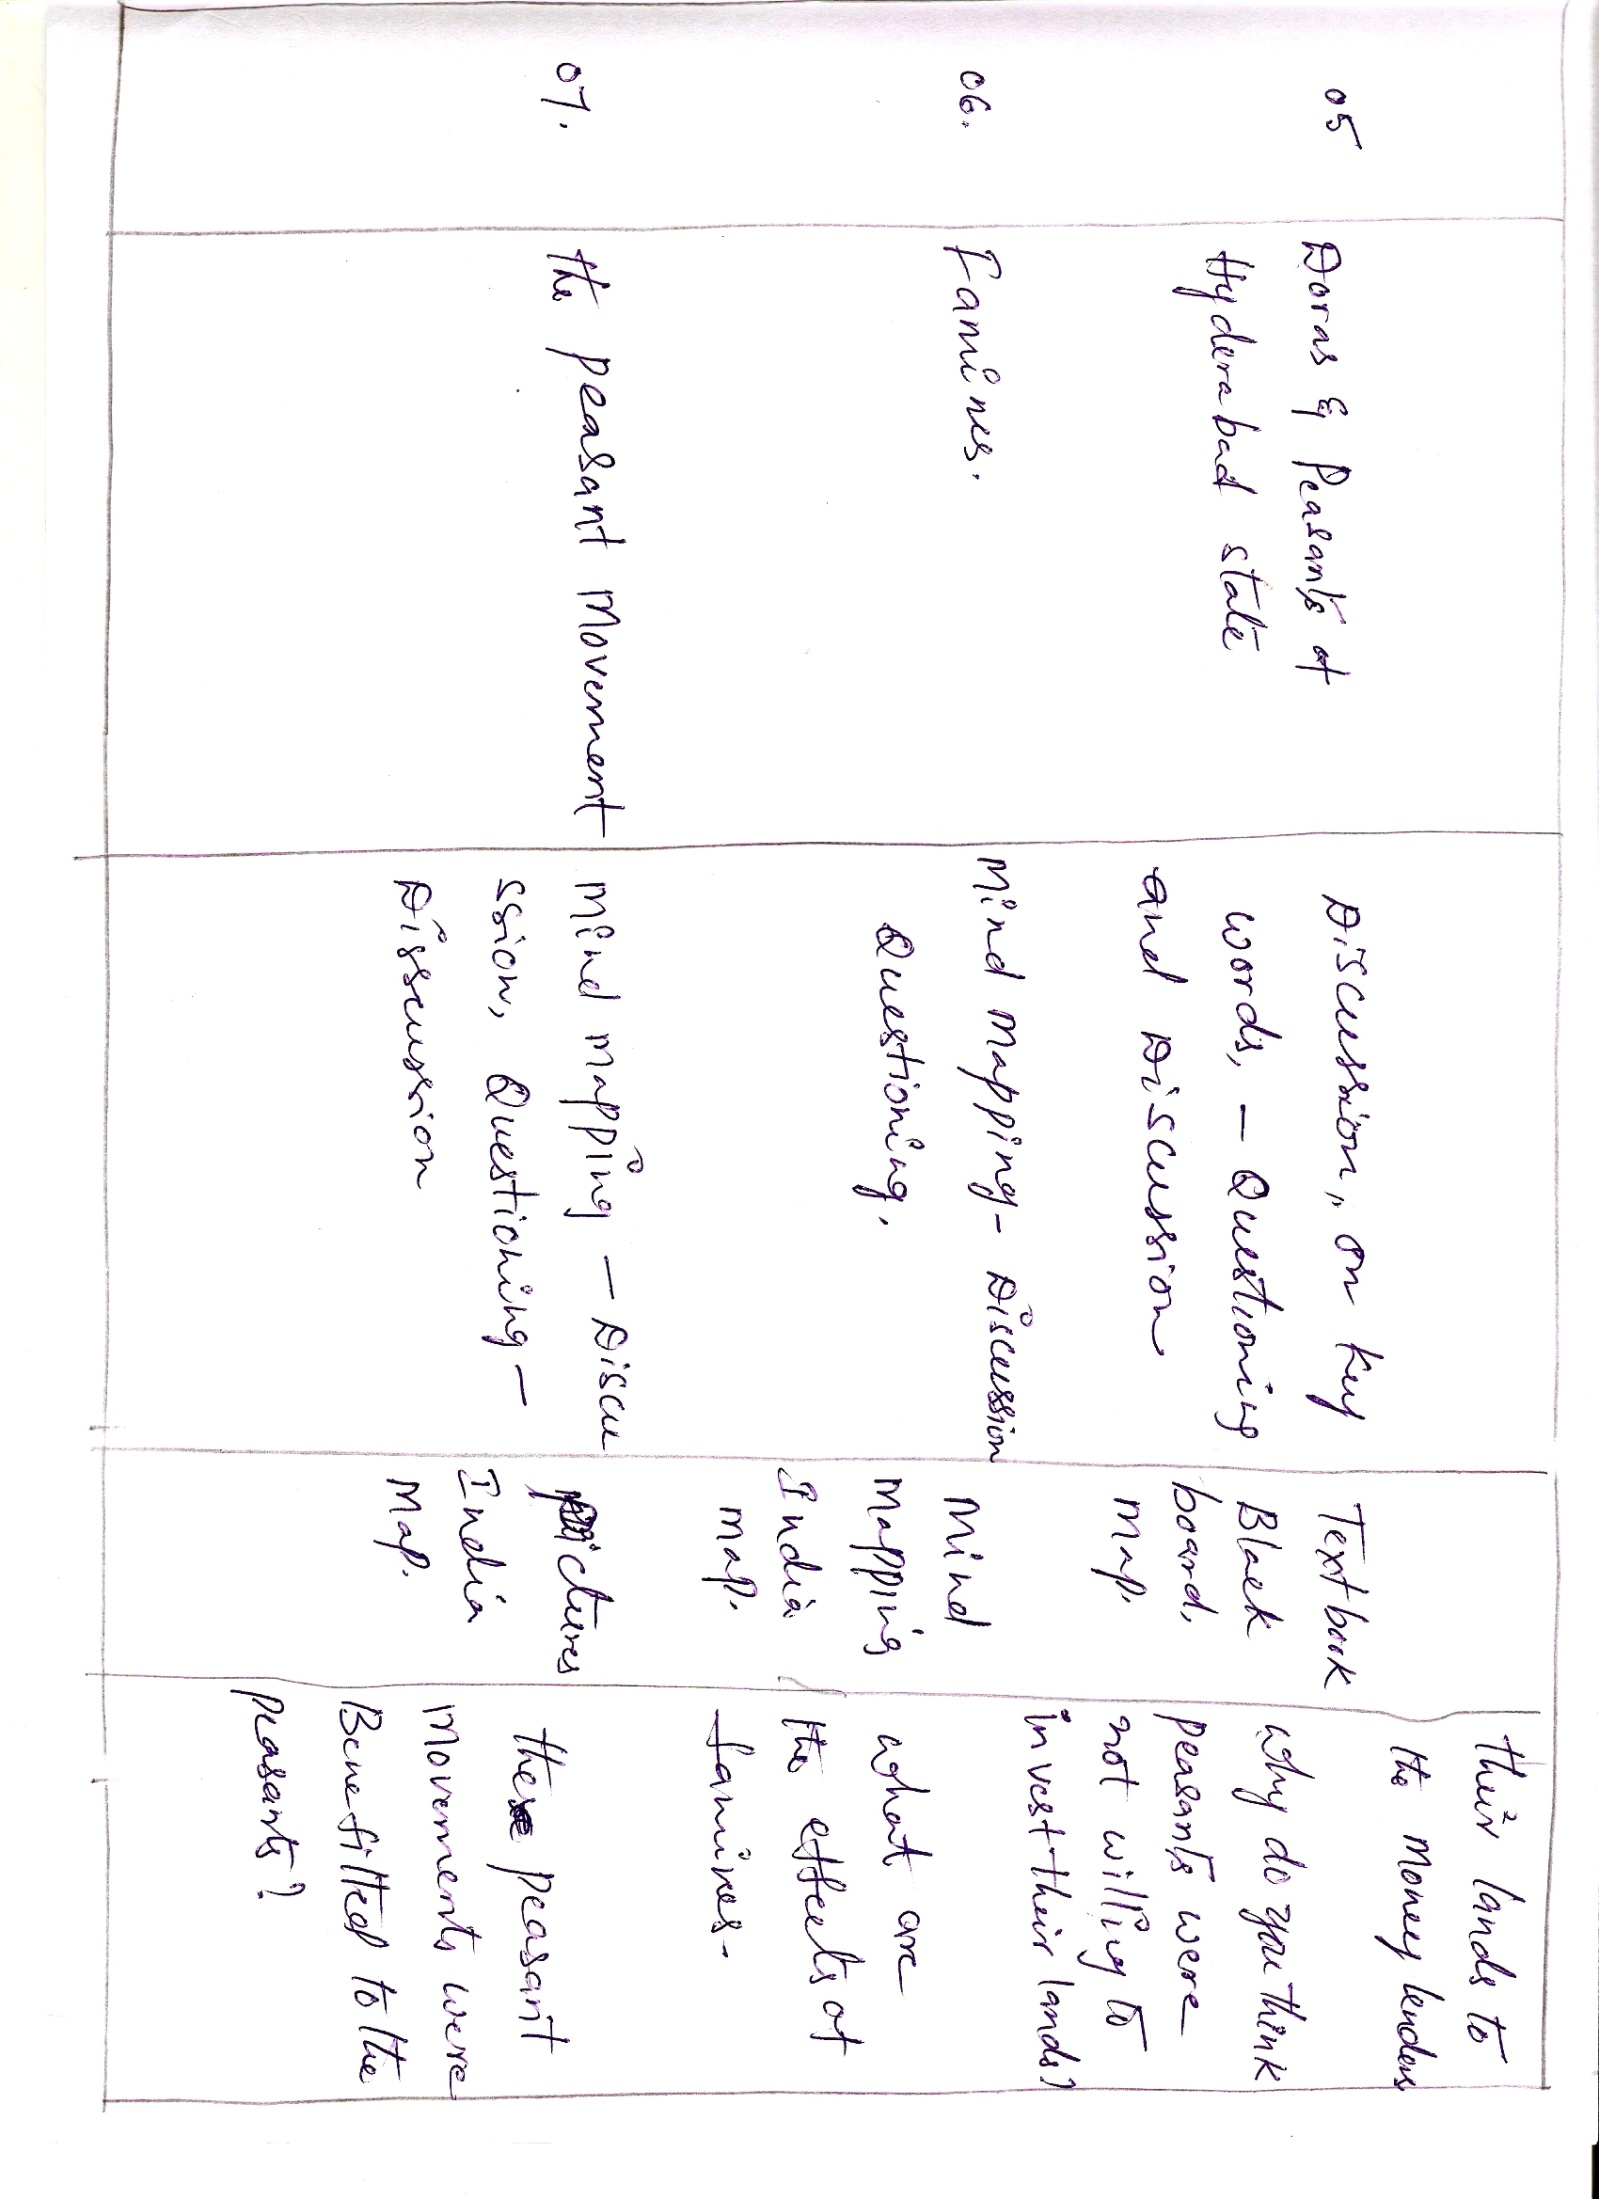 their lands to
the money lenders
05
Doras & Peasants of
Hyderabad state
Discussion, on key
words, - Questioning
and Discussion
Textbook
Black
board,
map.
why do you think
peasants were
not willing to
invest their lands?
06.
Famines.
Mind mapping - Discussion
Questioning.
Mind
mapping
India
map.
what are
the effects of
famines.
07.
the peasant Movement
Mind mapping - Discu
ssion, Questioning -
Disscussion
pictures
India
Map.
these peasant
Movements were
Benefitted to the
peasants?